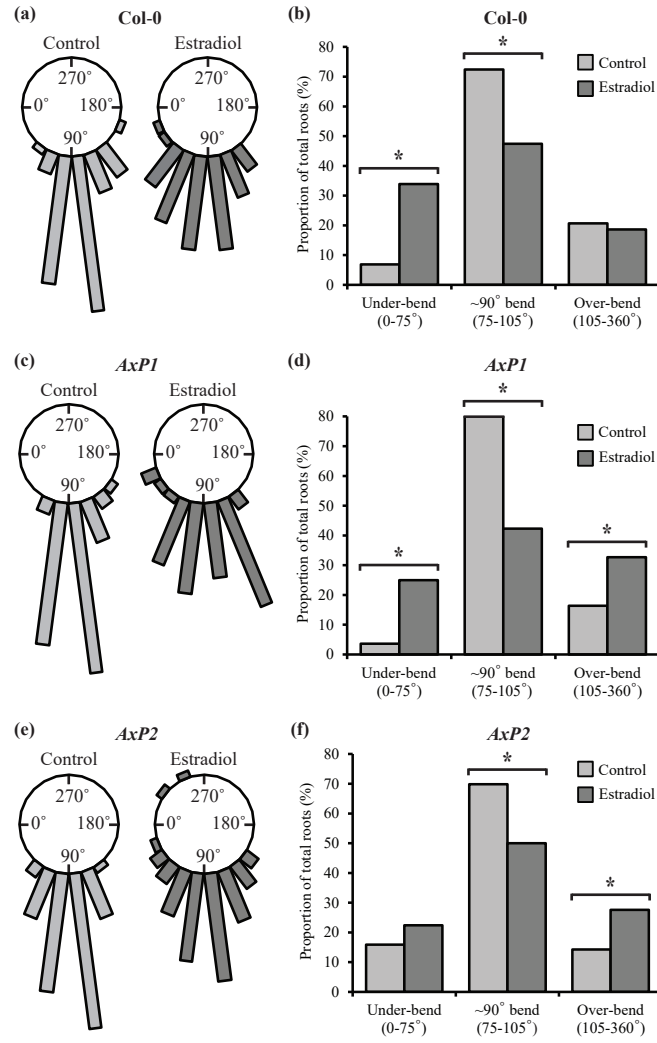 (a)
Col-0
Control
Estradiol
270°
0°
180°
90°
270°
0°
180°
90°
(b)
Col-0
80
70
60
50
40
30
20
10
0
Proportion of total roots (%)
*
*
Control
Estradiol
Under-bend
(0-75°)
~90° bend
(75-105°)
Over-bend
(105-360°)
(c)
AxP1
Control
Estradiol
270°
0°
180°
90°
270°
0°
180°
90°
(d)
AxP1
80
70
60
50
40
30
20
10
0
Proportion of total roots (%)
*
*
*
Control
Estradiol
Under-bend
(0-75°)
~90° bend
(75-105°)
Over-bend
(105-360°)
(e)
AxP2
Control
Estradiol
270°
0°
180°
90°
270°
0°
180°
90°
(f)
AxP2
80
70
60
50
40
30
20
10
0
Proportion of total roots (%)
*
*
Control
Estradiol
Under-bend
(0-75°)
~90° bend
(75-105°)
Over-bend
(105-360°)